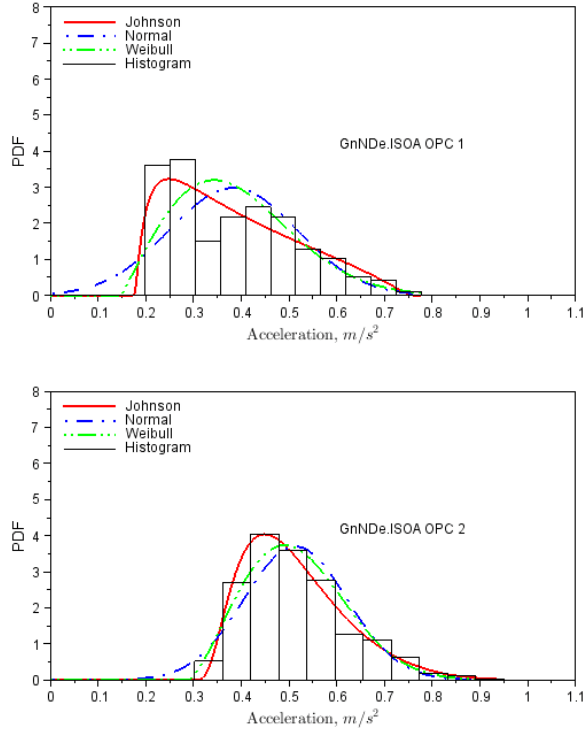 8
7
6
5
4
3
2
1
0
PDF
Johnson
Normal
Weibull
Histogram
GnNDe.ISOA OPC 1
0 0.1 0.2 0.3 0.4 0.5 0.6 0.7 0.8 0.9 1 1.1
Acceleration, m/s²
8
7
6
5
4
3
2
1
0
PDF
Johnson
Normal
Weibull
Histogram
GnNDe.ISOA OPC 2
0 0.1 0.2 0.3 0.4 0.5 0.6 0.7 0.8 0.9 1 1.1
Acceleration, m/s²